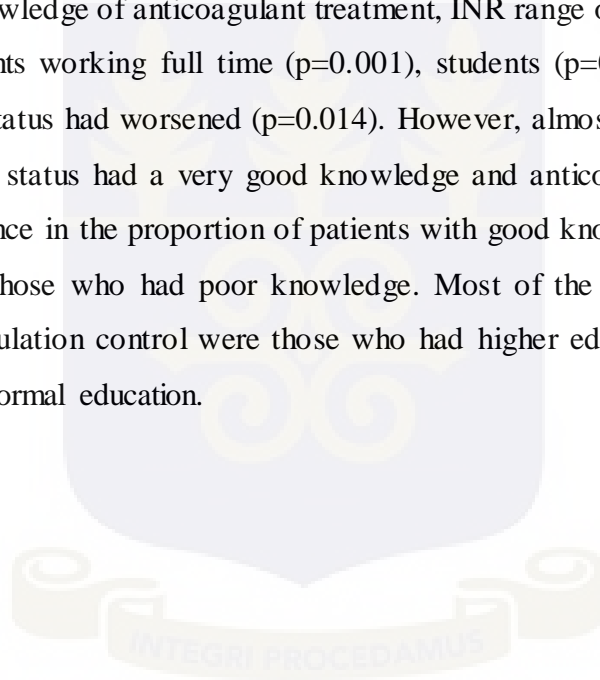 wledge of anticoagulant treatment, INR range o
nts working full time (p=0.001), students (p=
tatus had worsened (p=0.014). However, almos
status had a very good knowledge and antico
nce in the proportion of patients with good kno
hose who had poor knowledge. Most of the
ulation control were those who had higher ed
ormal education.
INTEGRI PROCEDAMUS